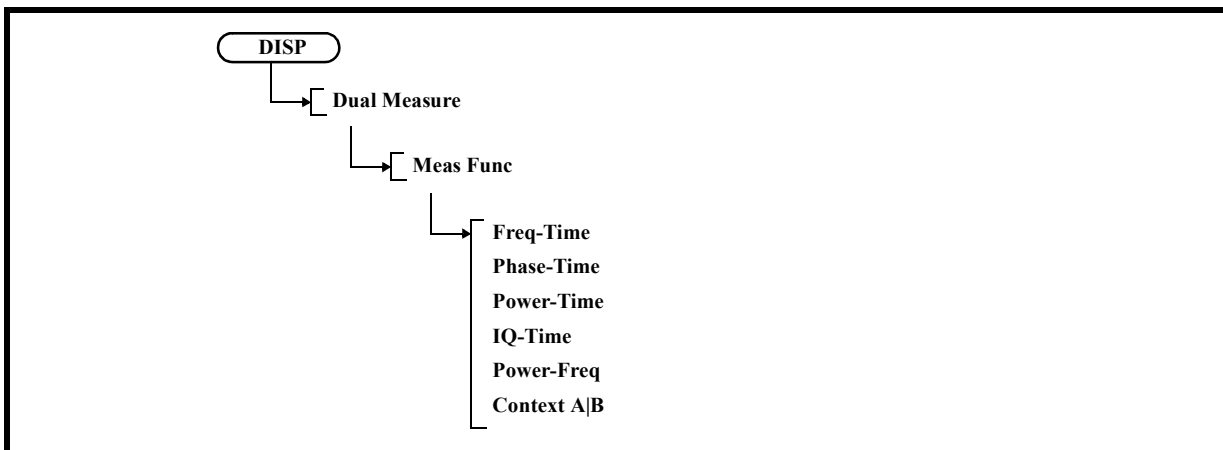 DISP
Dual Measure
Meas Func
Freq-Time
Phase-Time
Power-Time
IQ-Time
Power-Freq
Context A|B